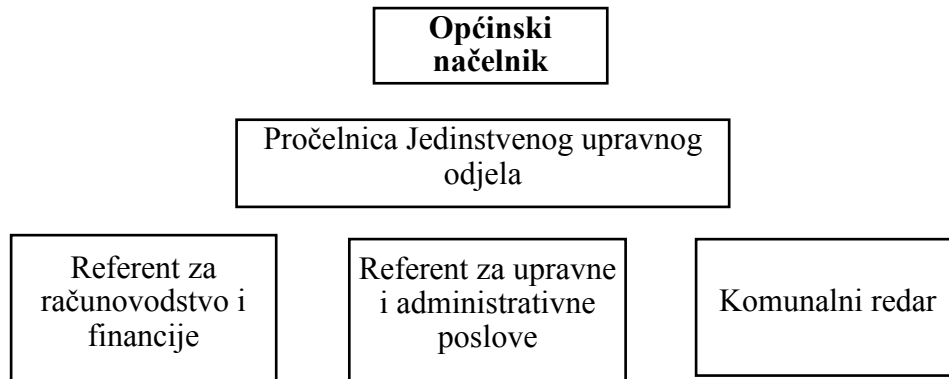 Općinski
načelnik
Pročelnica Jedinstvenog upravnog
odjela
Referent za
računovodstvo i
financije
Referent za upravne
i administrativne
poslove
Komunalni redar